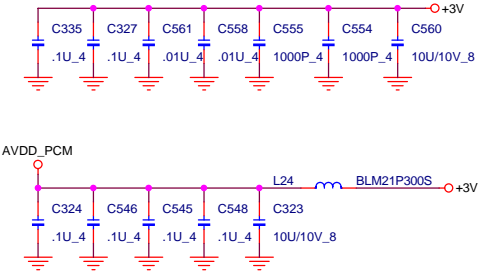 +3V
C335 C327 C561 C558 C555 C554 C560
.1U_4 .1U_4 .01U_4 .01U_4 1000P_4 1000P_4 10U/10V_8
AVDD_PCM
L24 BLM21P300S
+3V
C324 C546 C545 C548 C323
.1U_4 .1U_4 .1U_4 .1U_4 10U/10V_8